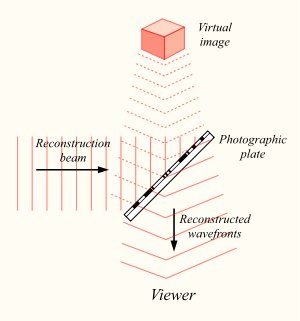 Virtual
image
Photographic
plate
Reconstruction
beam
Reconstructed
wavefronts
Viewer